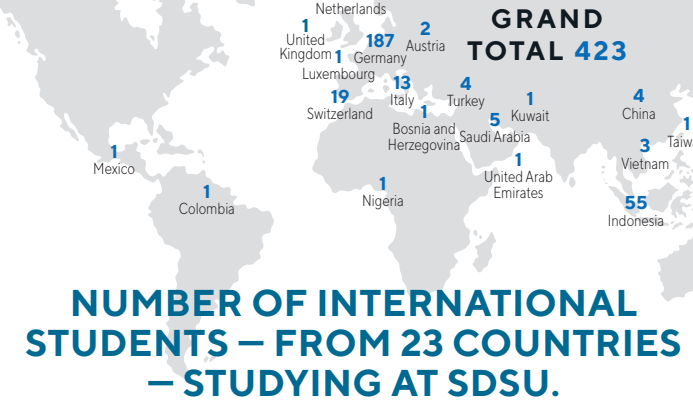 Netherlands
GRAND
TOTAL 423
1
United
Kingdom
187
Germany
2
Austria
1
Luxembourg
13
Italy
19
Switzerland
4
Turkey
1
Bosnia and
Herzegovina
5
Saudi Arabia
1
Kuwait
4
China
1
3
Vietnam
1
United Arab
Emirates
1
Mexico
1
Colombia
1
Nigeria
55
Indonesia
NUMBER OF INTERNATIONAL
STUDENTS — FROM 23 COUNTRIES
— STUDYING AT SDSU.